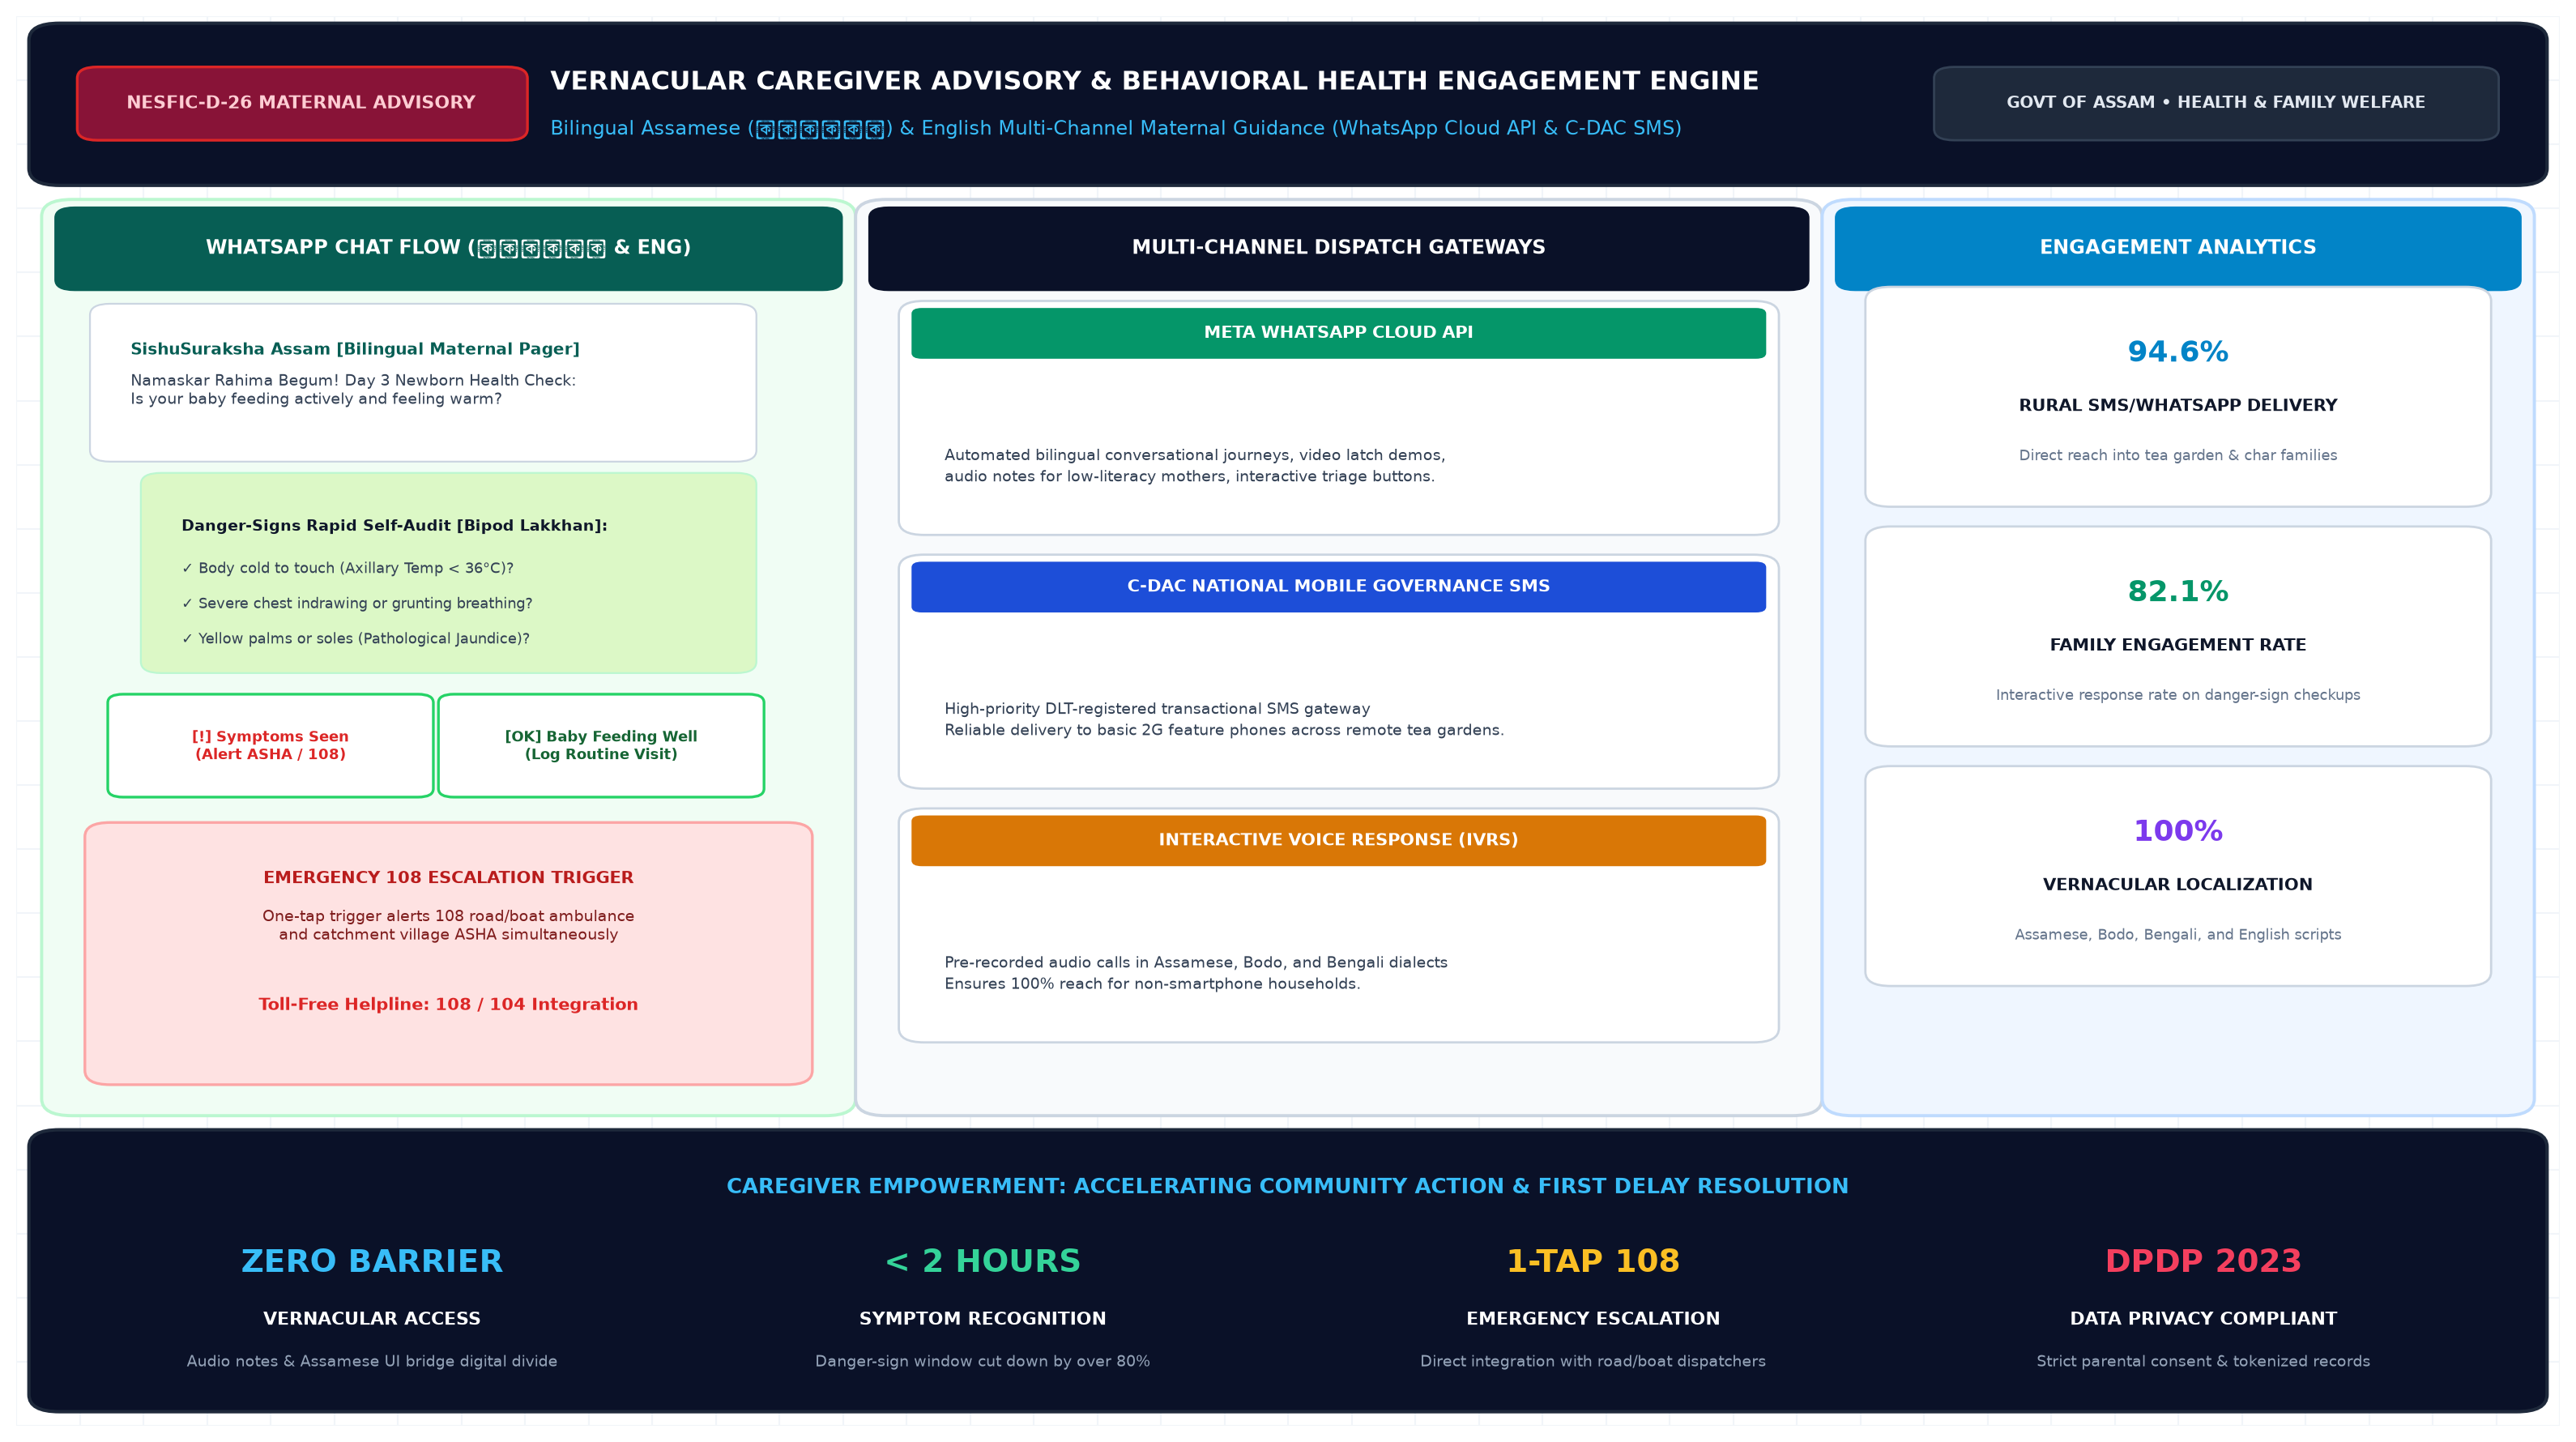 NESFIC-D-26 MATERNAL ADVISORY
VERNACULAR CAREGIVER ADVISORY & BEHAVIORAL HEALTH ENGAGEMENT ENGINE
Bilingual Assamese () & English Multi-Channel Maternal Guidance (WhatsApp Cloud API & C-DAC SMS)
GOVT OF ASSAM • HEALTH & FAMILY WELFARE
WHATSAPP CHAT FLOW ( & ENG)
SishuSuraksha Assam [Bilingual Maternal Pager]
Namaskar Rahima Begum! Day 3 Newborn Health Check:
Is your baby feeding actively and feeling warm?
Danger-Signs Rapid Self-Audit [Bipod Lakkhan]:
✓ Body cold to touch (Axillary Temp < 36°C)?
✓ Severe chest indrawing or grunting breathing?
✓ Yellow palms or soles (Pathological Jaundice)?
[!] Symptoms Seen
(Alert ASHA / 108)
[OK] Baby Feeding Well
(Log Routine Visit)
EMERGENCY 108 ESCALATION TRIGGER
One-tap trigger alerts 108 road/boat ambulance
and catchment village ASHA simultaneously
Toll-Free Helpline: 108 / 104 Integration
MULTI-CHANNEL DISPATCH GATEWAYS
META WHATSAPP CLOUD API
Automated bilingual conversational journeys, video latch demos,
audio notes for low-literacy mothers, interactive triage buttons.
C-DAC NATIONAL MOBILE GOVERNANCE SMS
High-priority DLT-registered transactional SMS gateway
Reliable delivery to basic 2G feature phones across remote tea gardens.
INTERACTIVE VOICE RESPONSE (IVRS)
Pre-recorded audio calls in Assamese, Bodo, and Bengali dialects
Ensures 100% reach for non-smartphone households.
ENGAGEMENT ANALYTICS
94.6%
RURAL SMS/WHATSAPP DELIVERY
Direct reach into tea garden & char families
82.1%
FAMILY ENGAGEMENT RATE
Interactive response rate on danger-sign checkups
100%
VERNACULAR LOCALIZATION
Assamese, Bodo, Bengali, and English scripts
CAREGIVER EMPOWERMENT: ACCELERATING COMMUNITY ACTION & FIRST DELAY RESOLUTION
ZERO BARRIER
VERNACULAR ACCESS
Audio notes & Assamese UI bridge digital divide
< 2 HOURS
SYMPTOM RECOGNITION
Danger-sign window cut down by over 80%
1-TAP 108
EMERGENCY ESCALATION
Direct integration with road/boat dispatchers
DPDP 2023
DATA PRIVACY COMPLIANT
Strict parental consent & tokenized records